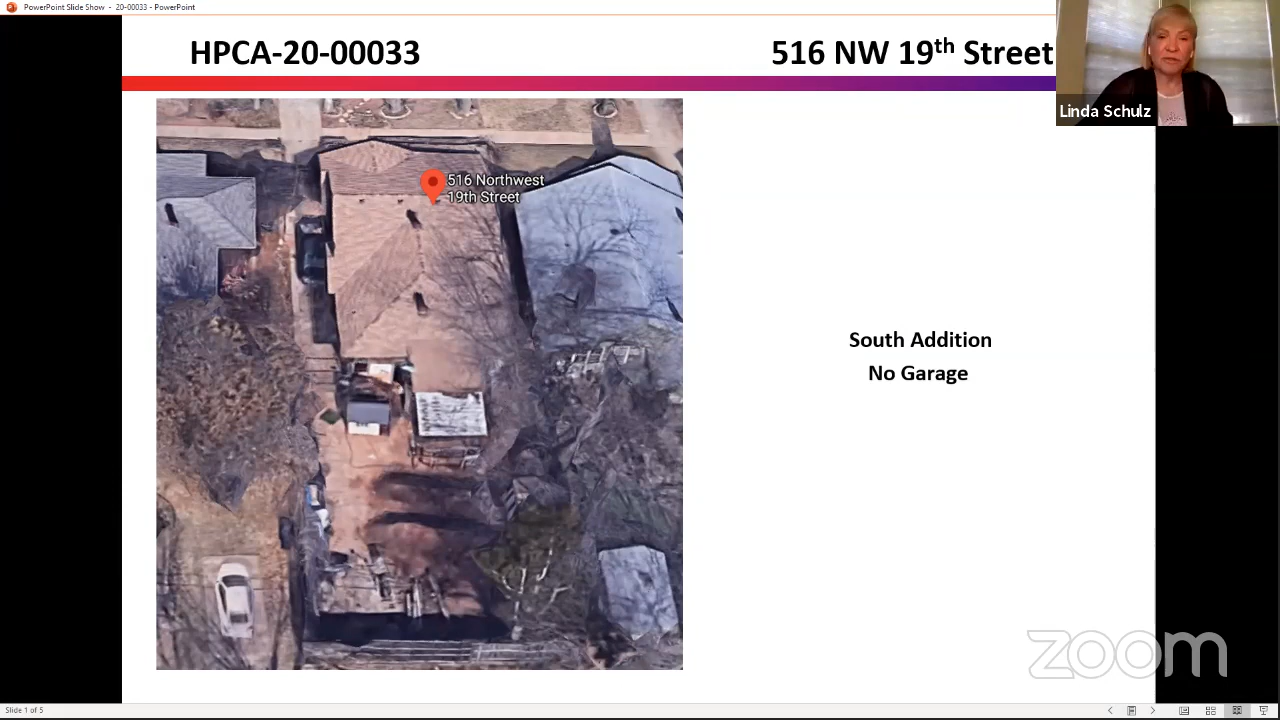 PowerPoint Slide Show - 20-00033 - PowerPoint
HPCA-20-00033
516 NW 19th Street
Linda Schulz
516 Northwest
19th Street
South Addition
No Garage
zoom
Slide 1 of 5